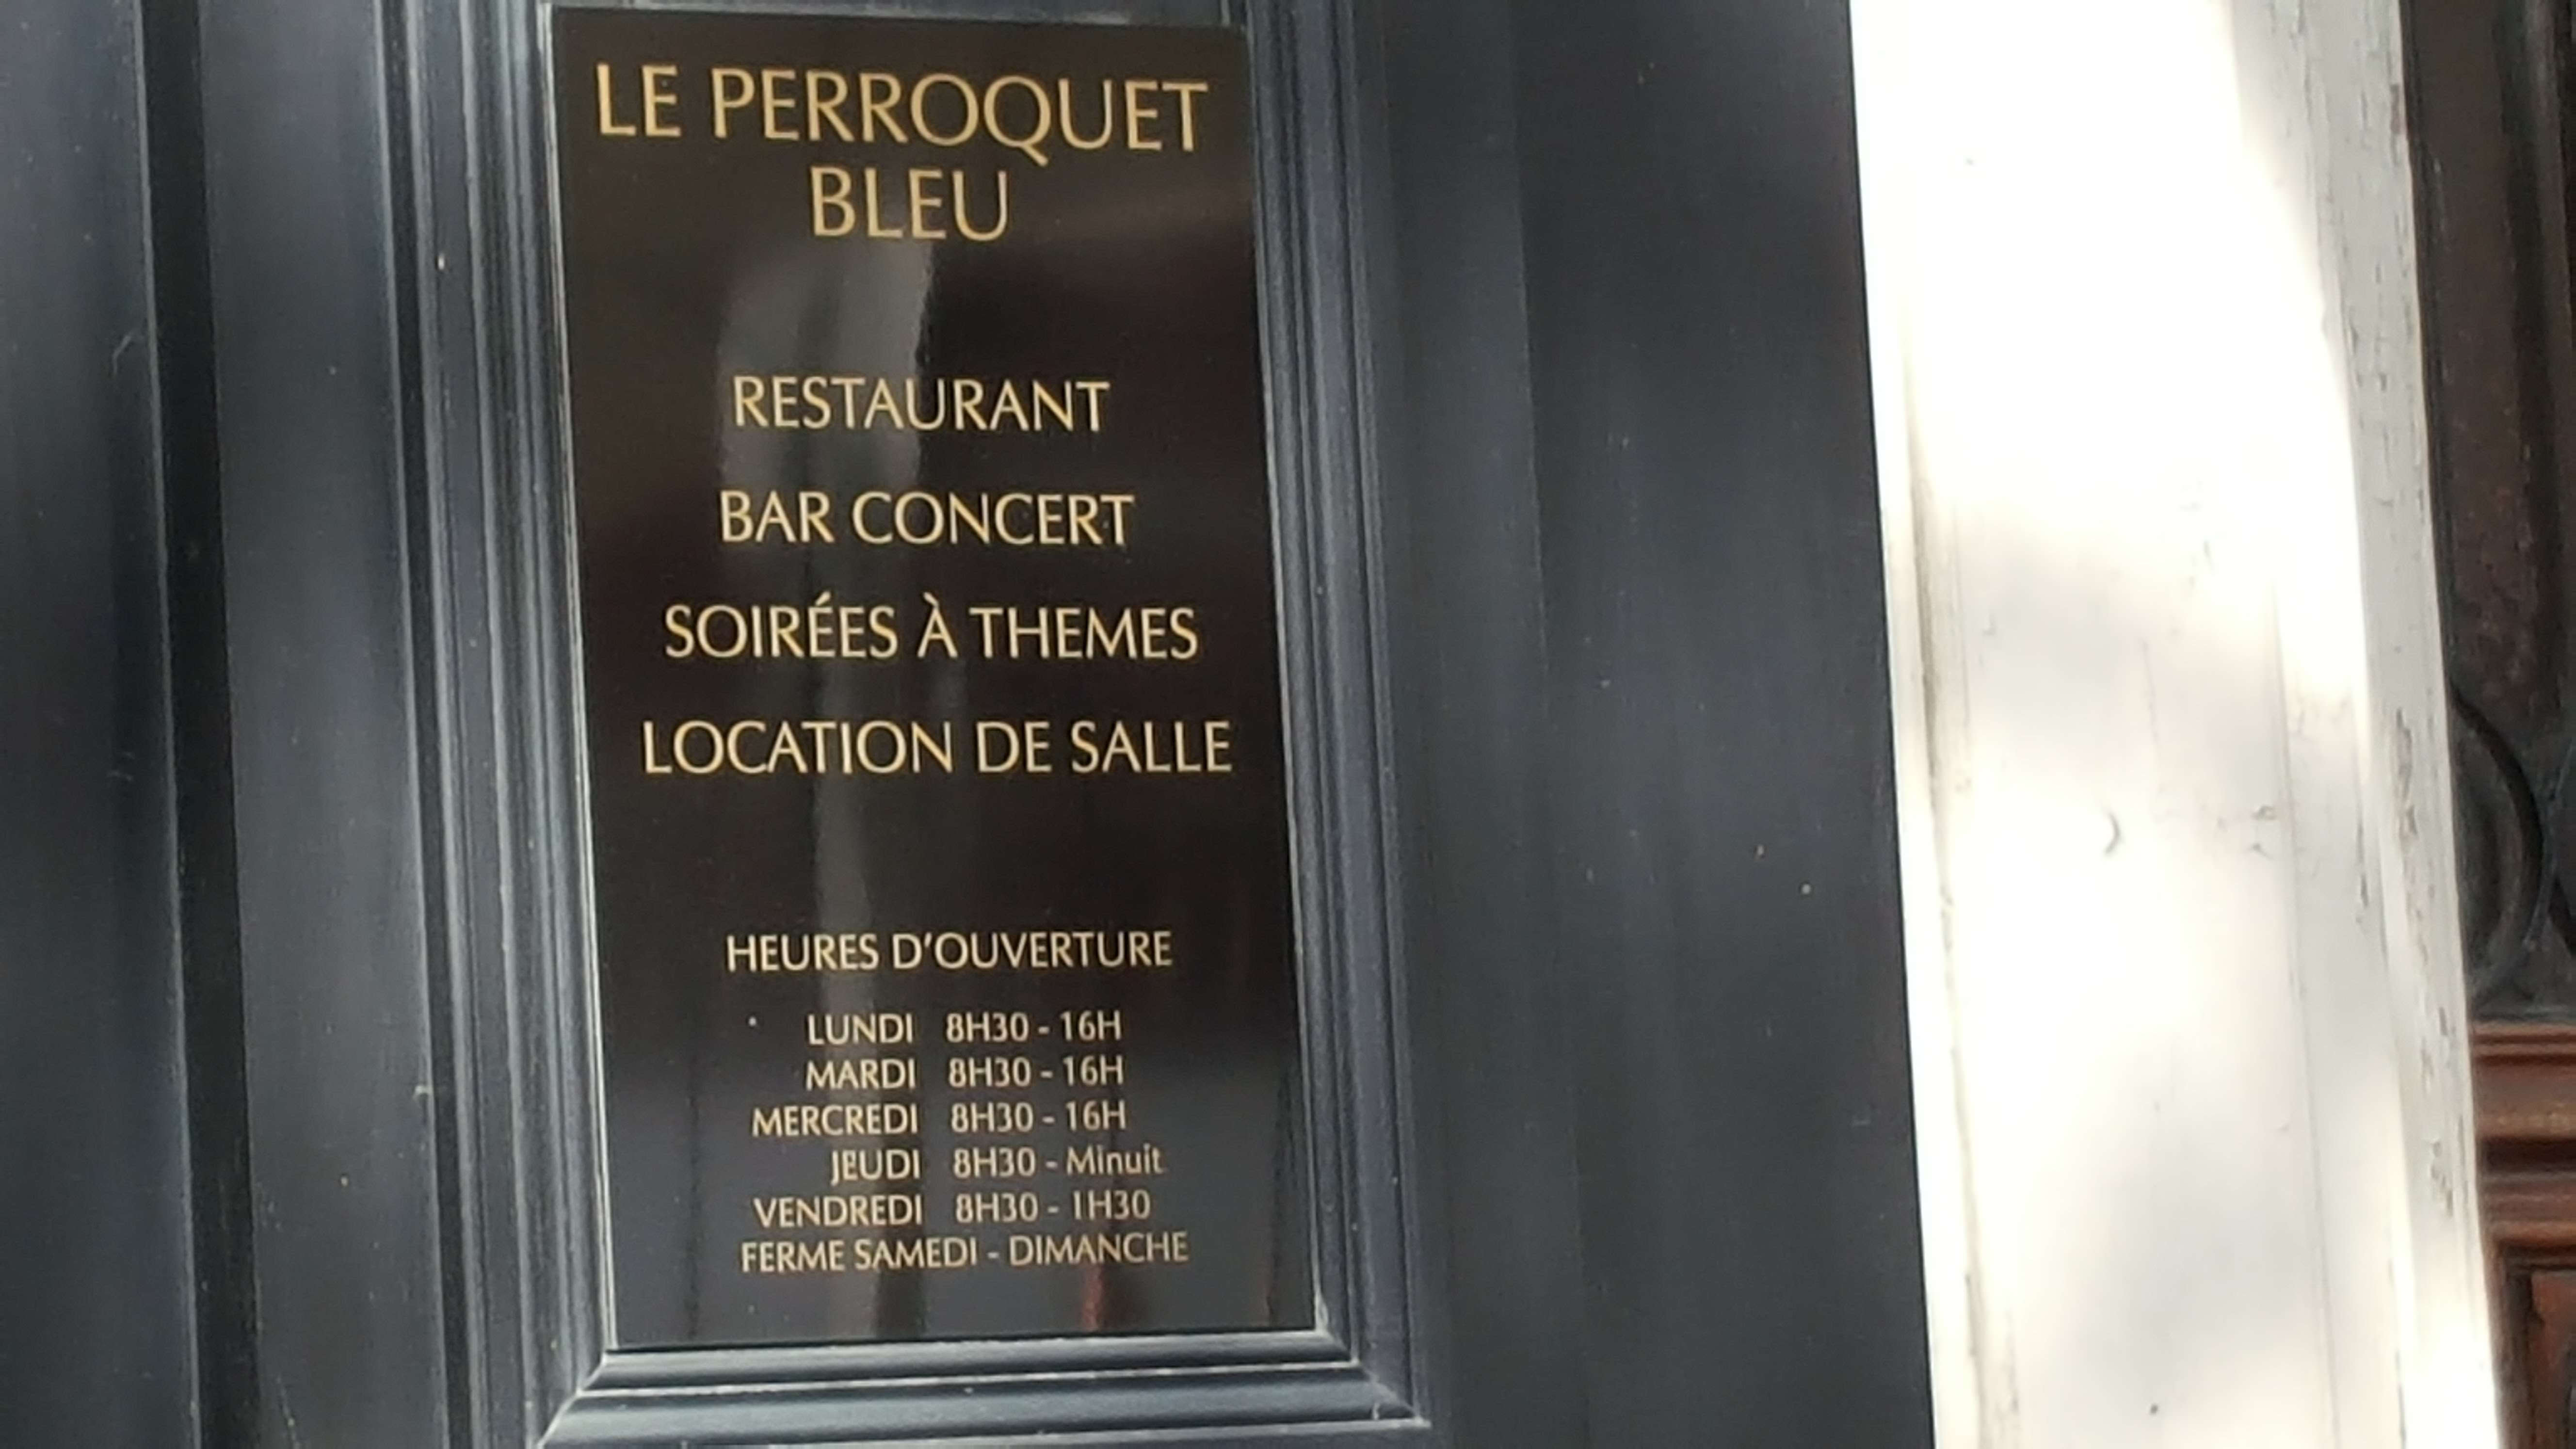 LE PERROQUET
BLEU
RESTAURANT
BAR CONCERT
SOIRÉES À THEMES
LOCATION DE SALLE
HEURES D'OUVERTURE
LUNDI 8H30 - 16H
MARDI 8H30 - 16H
MERCREDI 8H30 - 16H
JEUDI 8H30 - Minuit
VENDREDI 8H30 - 1H30
FERME SAMEDI - DIMANCHE